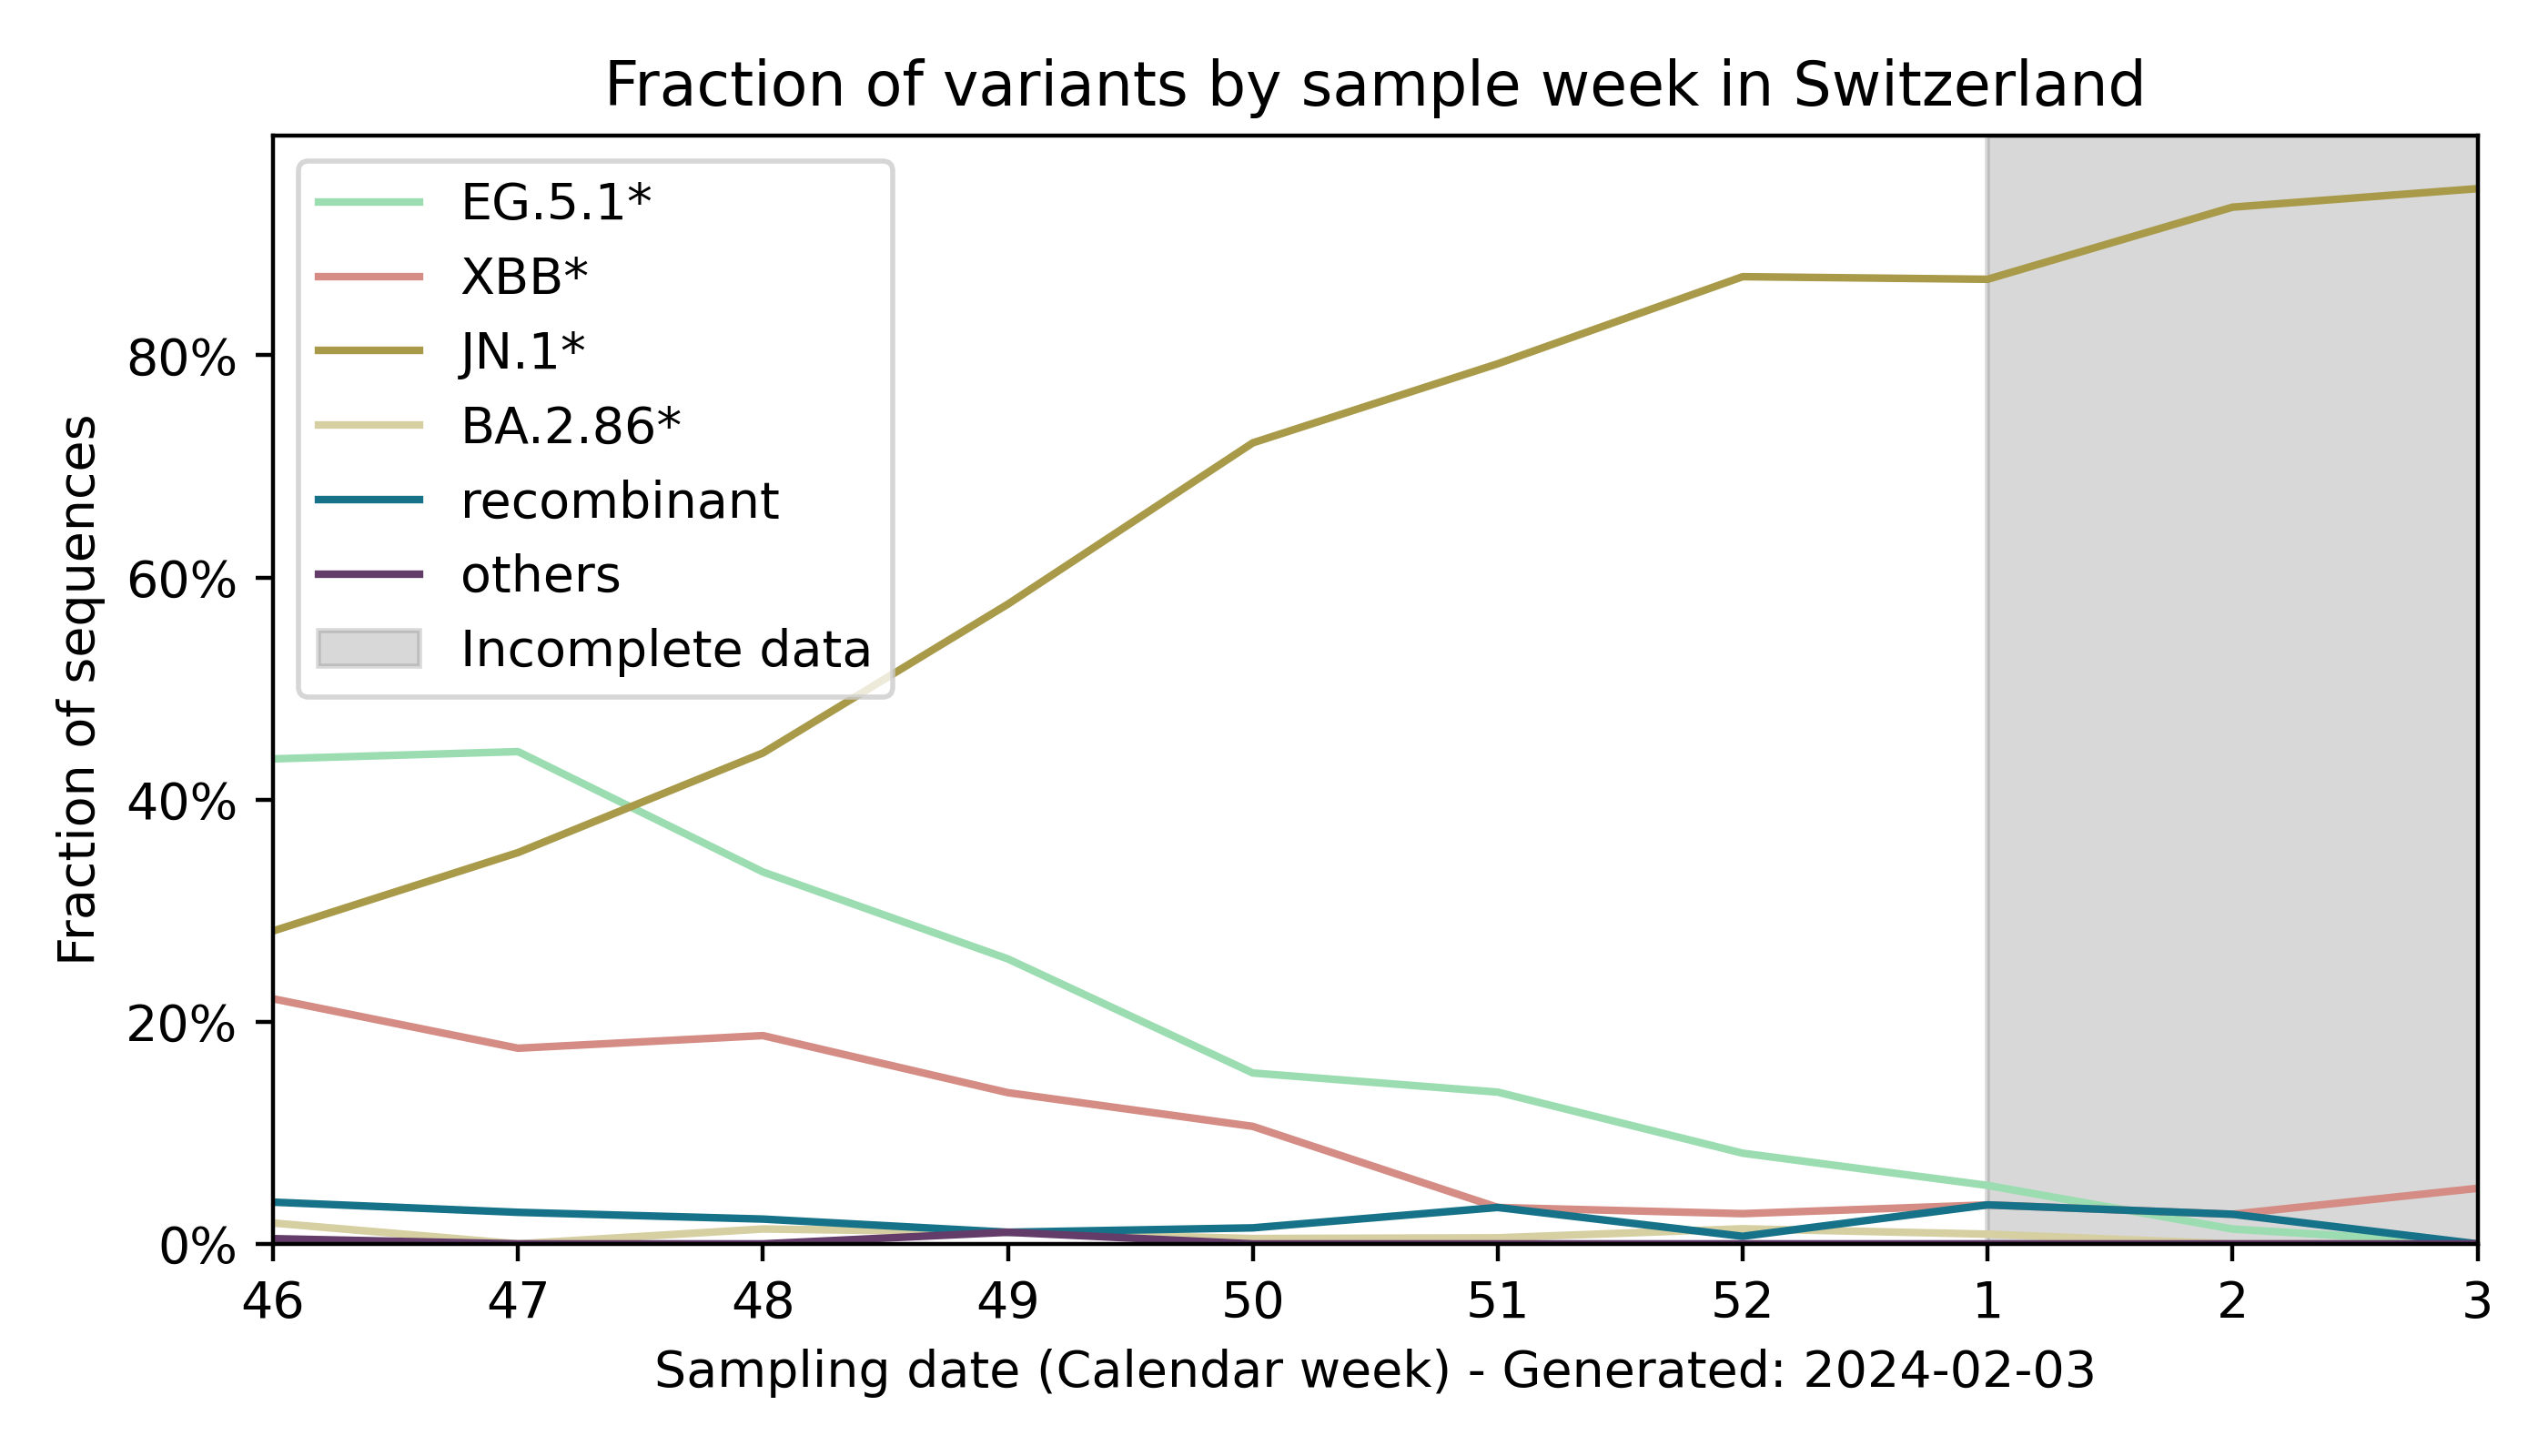 Fraction of variants by sample week in Switzerland
EG.5.1*
XBB*
JN.1*
BA.2.86*
recombinant
others
Incomplete data
80%
60%
40%
20%
0%
Fraction of sequences
46 47 48 49 50 51 52 1 2 3
Sampling date (Calendar week) - Generated: 2024-02-03